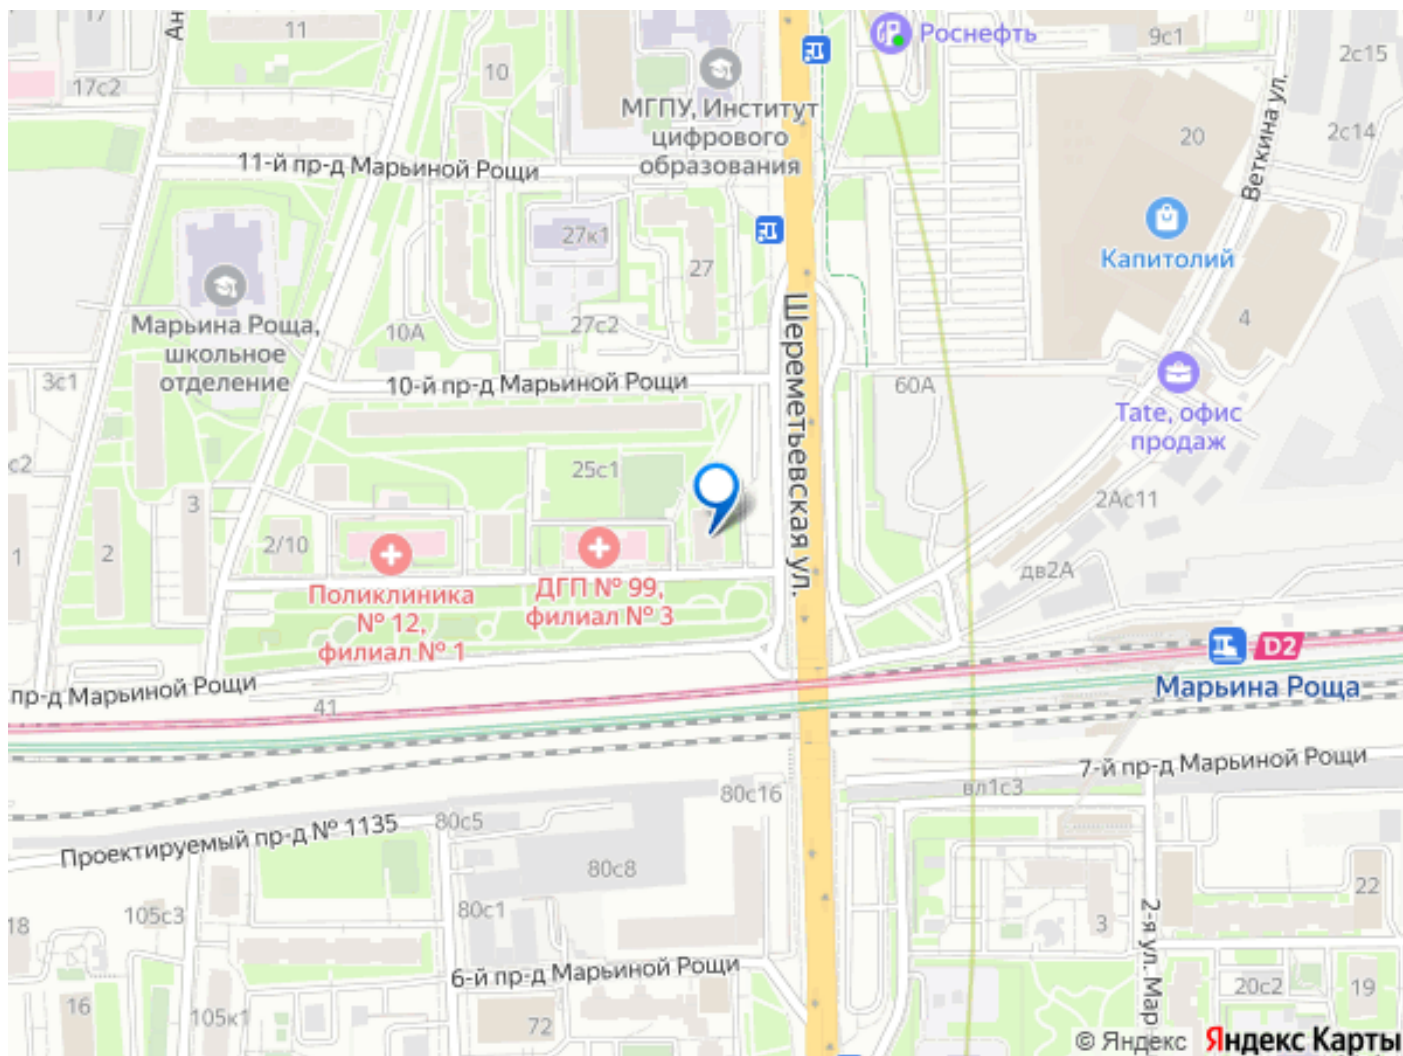 Ан
17
11
10
17с2
Роснефть
9с1
2с15
2с14
20
Веткина ул.
МГПУ, Институт
цифрового
образования
11-й пр-д Марьиной Рощи
27к1
27
Капитолий
4
Марьина Роща,
школьное
отделение
10А
27с2
Шереметьевская ул.
3с1
10-й пр-д Марьиной Рощи
60А
Tate, офис
продаж
с2
25с1
2Ас11
3
2/10
1
2
дв2А
Поликлиника
№ 12,
филиал № 1
ДГП № 99,
филиал № 3
D2
Марьина Роща
пр-д Марьиной Рощи
41
7-й пр-д Марьиной Рощи
80с16
вл1с3
Проектируемый пр-д № 1135
80с5
80с8
22
18
105с3
80с1
3
2-я ул. Мар
6-й пр-д Марьиной Рощи
16
105к1
72
20с2
19
© Яндекс Яндекс Карты